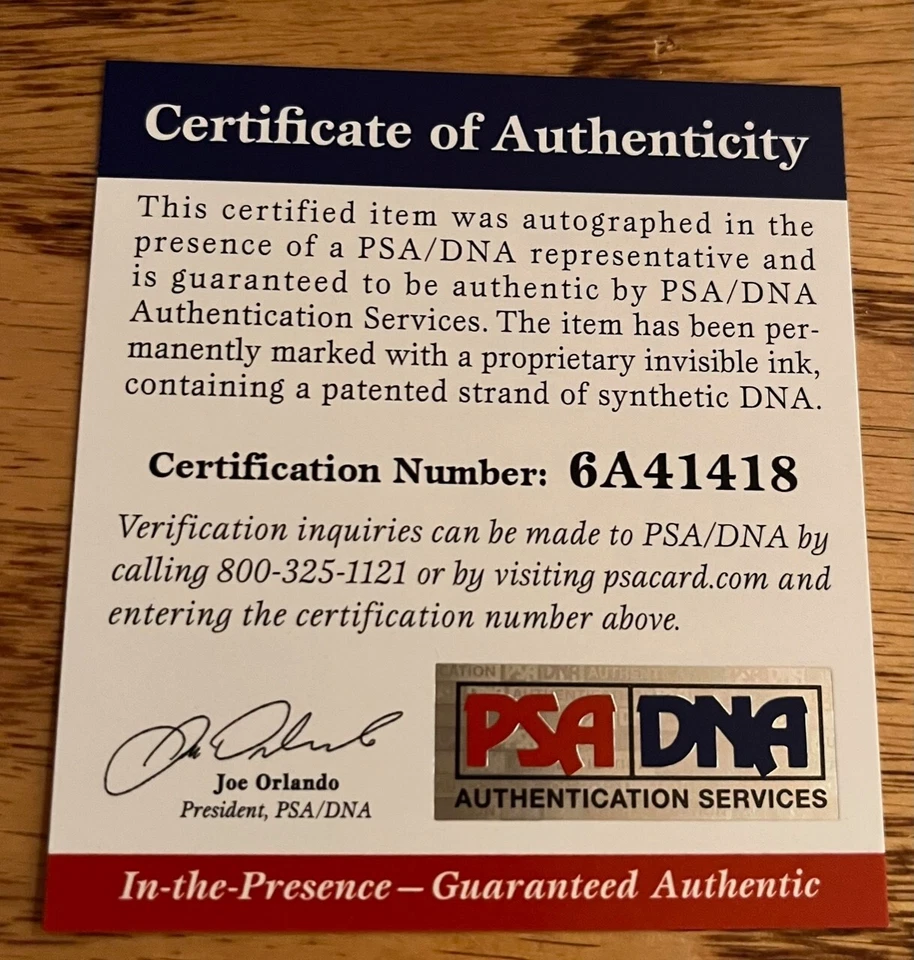 Certificate of Authenticity
This certified item was autographed in the
presence of a PSA/DNA representative and
is guaranteed to be authentic by PSA/DNA
Authentication Services. The item has been per-
manently marked with a proprietary invisible ink,
containing a patented strand of synthetic DNA.
Certification Number: 6A41418
Verification inquiries can be made to PSA/DNA by
calling 800-325-1121 or by visiting psacard.com and
entering the certification number above.
Joe Orlando
President, PSA/DNA
PSA DNA
AUTHENTICATION SERVICES
In-the-Presence — Guaranteed Authentic